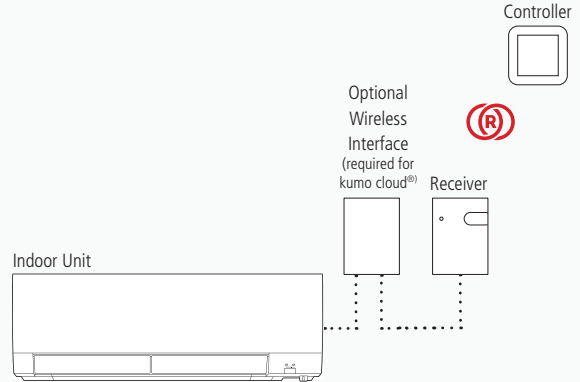 Controller
Optional
Wireless
Interface
(required for
kumo cloud®)
R
Receiver
Indoor Unit